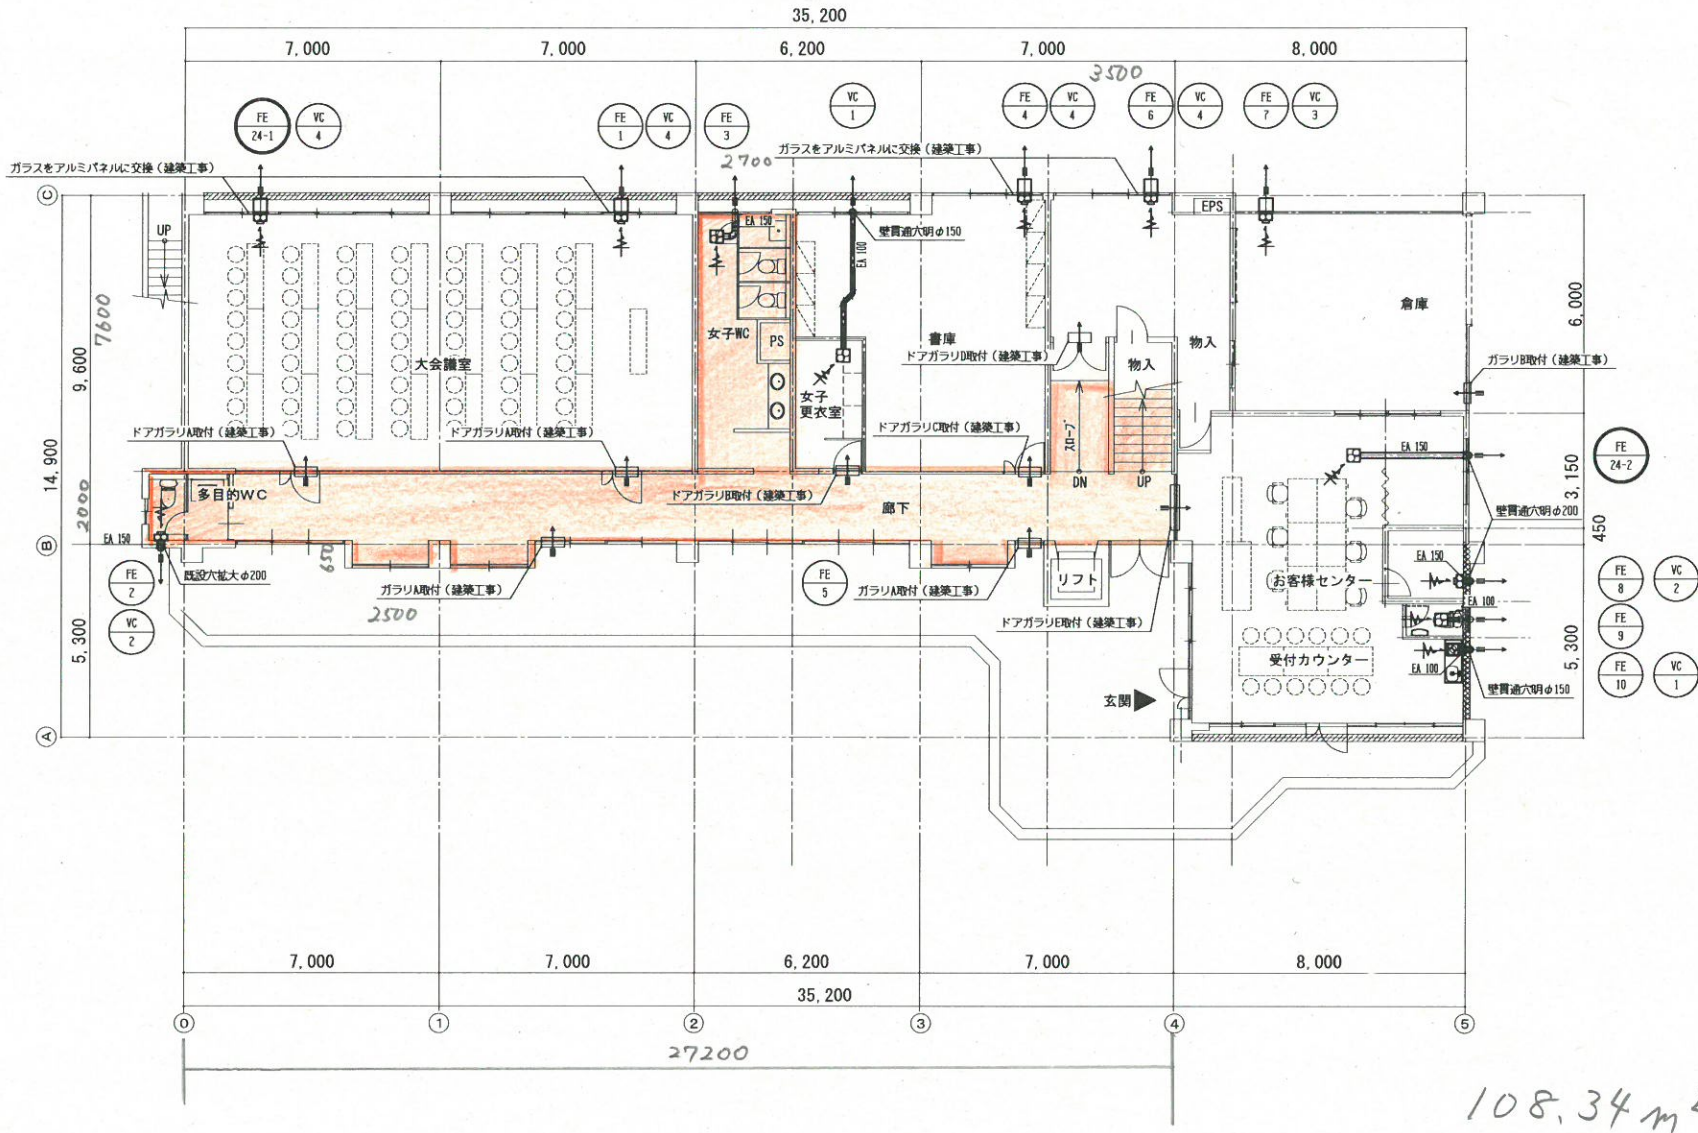 35,200
7,000
7,000
6,200
7,000
8,000
3500
FE
24-1
VC
4
FE
1
VC
4
FE
3
VC
1
FE
4
VC
4
FE
6
VC
4
FE
7
VC
3
ガラスをアルミパネルに交換(建築工事)
2700
ガラスをアルミパネルに交換(建築工事)
C
UP
EA 150
EA 100
壁貫通穴明φ150
EPS
倉庫
6,000
7600
9,600
大会議室
女子WC
PS
書庫
ドアガラリD取付(建築工事)
物入
物入
ガラリB取付(建築工事)
女子
更衣室
ドアガラリA取付(建築工事)
ドアガラリA取付(建築工事)
ドアガラリC取付(建築工事)
スロープ
EA 150
FE
24-2
14,900
2000
多目的WC
ドアガラリB取付(建築工事)
廊下
DN
UP
3,150
壁貫通穴明φ200
450
EA 150
B
650
既設穴拡大φ200
FE
2
VC
2
ガラリA取付(建築工事)
2500
FE
5
ガラリA取付(建築工事)
リフト
お客様センター
EA 150
EA 100
FE
8
VC
2
FE
9
ドアガラリE取付(建築工事)
5,300
受付カウンター
EA 100
5,300
FE
10
VC
1
壁貫通穴明φ150
玄関
A
7,000
7,000
6,200
7,000
8,000
35,200
0
1
2
3
4
5
27200
108.34